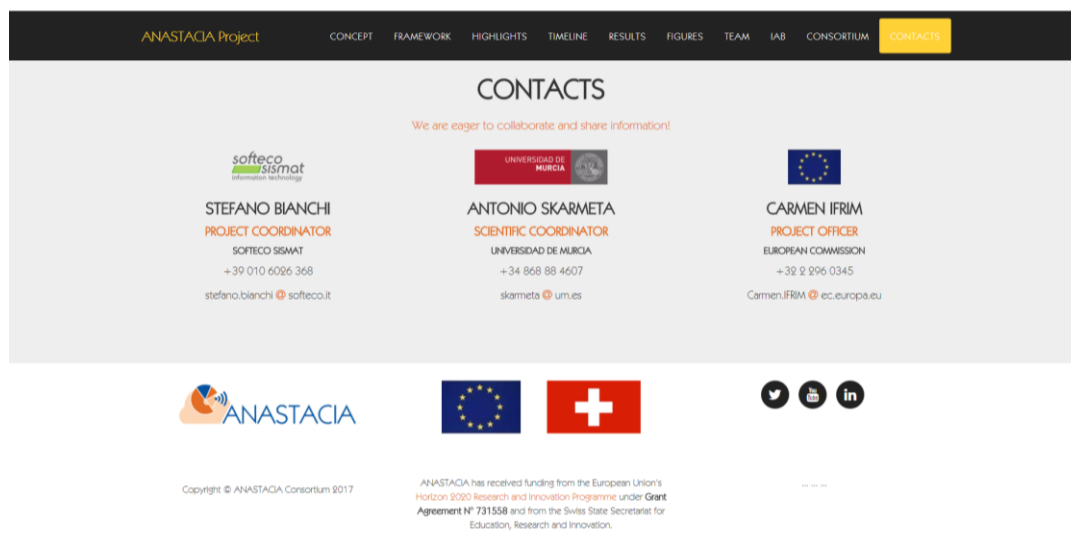 ANASTACIA Project CONCEPT FRAMEWORK HIGHLIGHTS TIMELINE RESULTS FIGURES TEAM IAB CONSORTIUM CONTACTS
CONTACTS
We are eager to collaborate and share information!
softeco
sismat
information technology
UNIVERSIDAD DE
MURCIA
STEFANO BIANCHI
PROJECT COORDINATOR
SOFTECO SISMAT
+39 010 6026 368
stefano.bianchi @ softeco.it
ANTONIO SKARMETA
SCIENTIFIC COORDINATOR
UNIVERSIDAD DE MURCIA
+34 868 88 4607
skarmeta @ um.es
CARMEN IFRIM
PROJECT OFFICER
EUROPEAN COMMISSION
+32 2 296 0345
Carmen.IFRIM @ ec.europa.eu
ANASTACIA
You
Tube
in
Copyright © ANASTACIA Consortium 2017
ANASTACIA has received funding from the European Union's
Horizon 2020 Research and Innovation Programme under Grant
Agreement N° 731558 and from the Swiss State Secretariat for
Education, Research and Innovation.
... ... ...